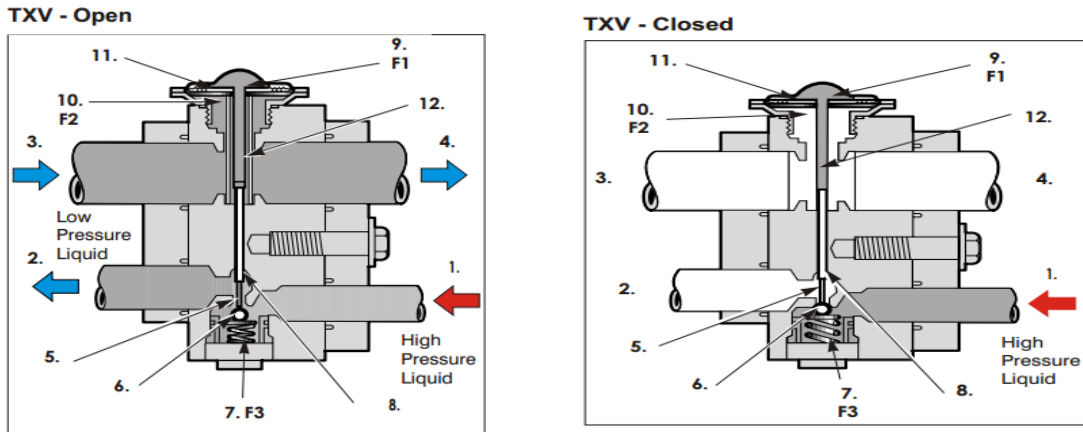 TXV - Open
11.
9.
F1
10.
F2
12.
3.
4.
Low
Pressure
Liquid
2.
1.
5.
High
Pressure
Liquid
6.
7. F3
8.
TXV - Closed
11.
9.
F1
10.
F2
12.
3.
4.
2.
1.
5.
High
Pressure
Liquid
6.
7.
F3
8.